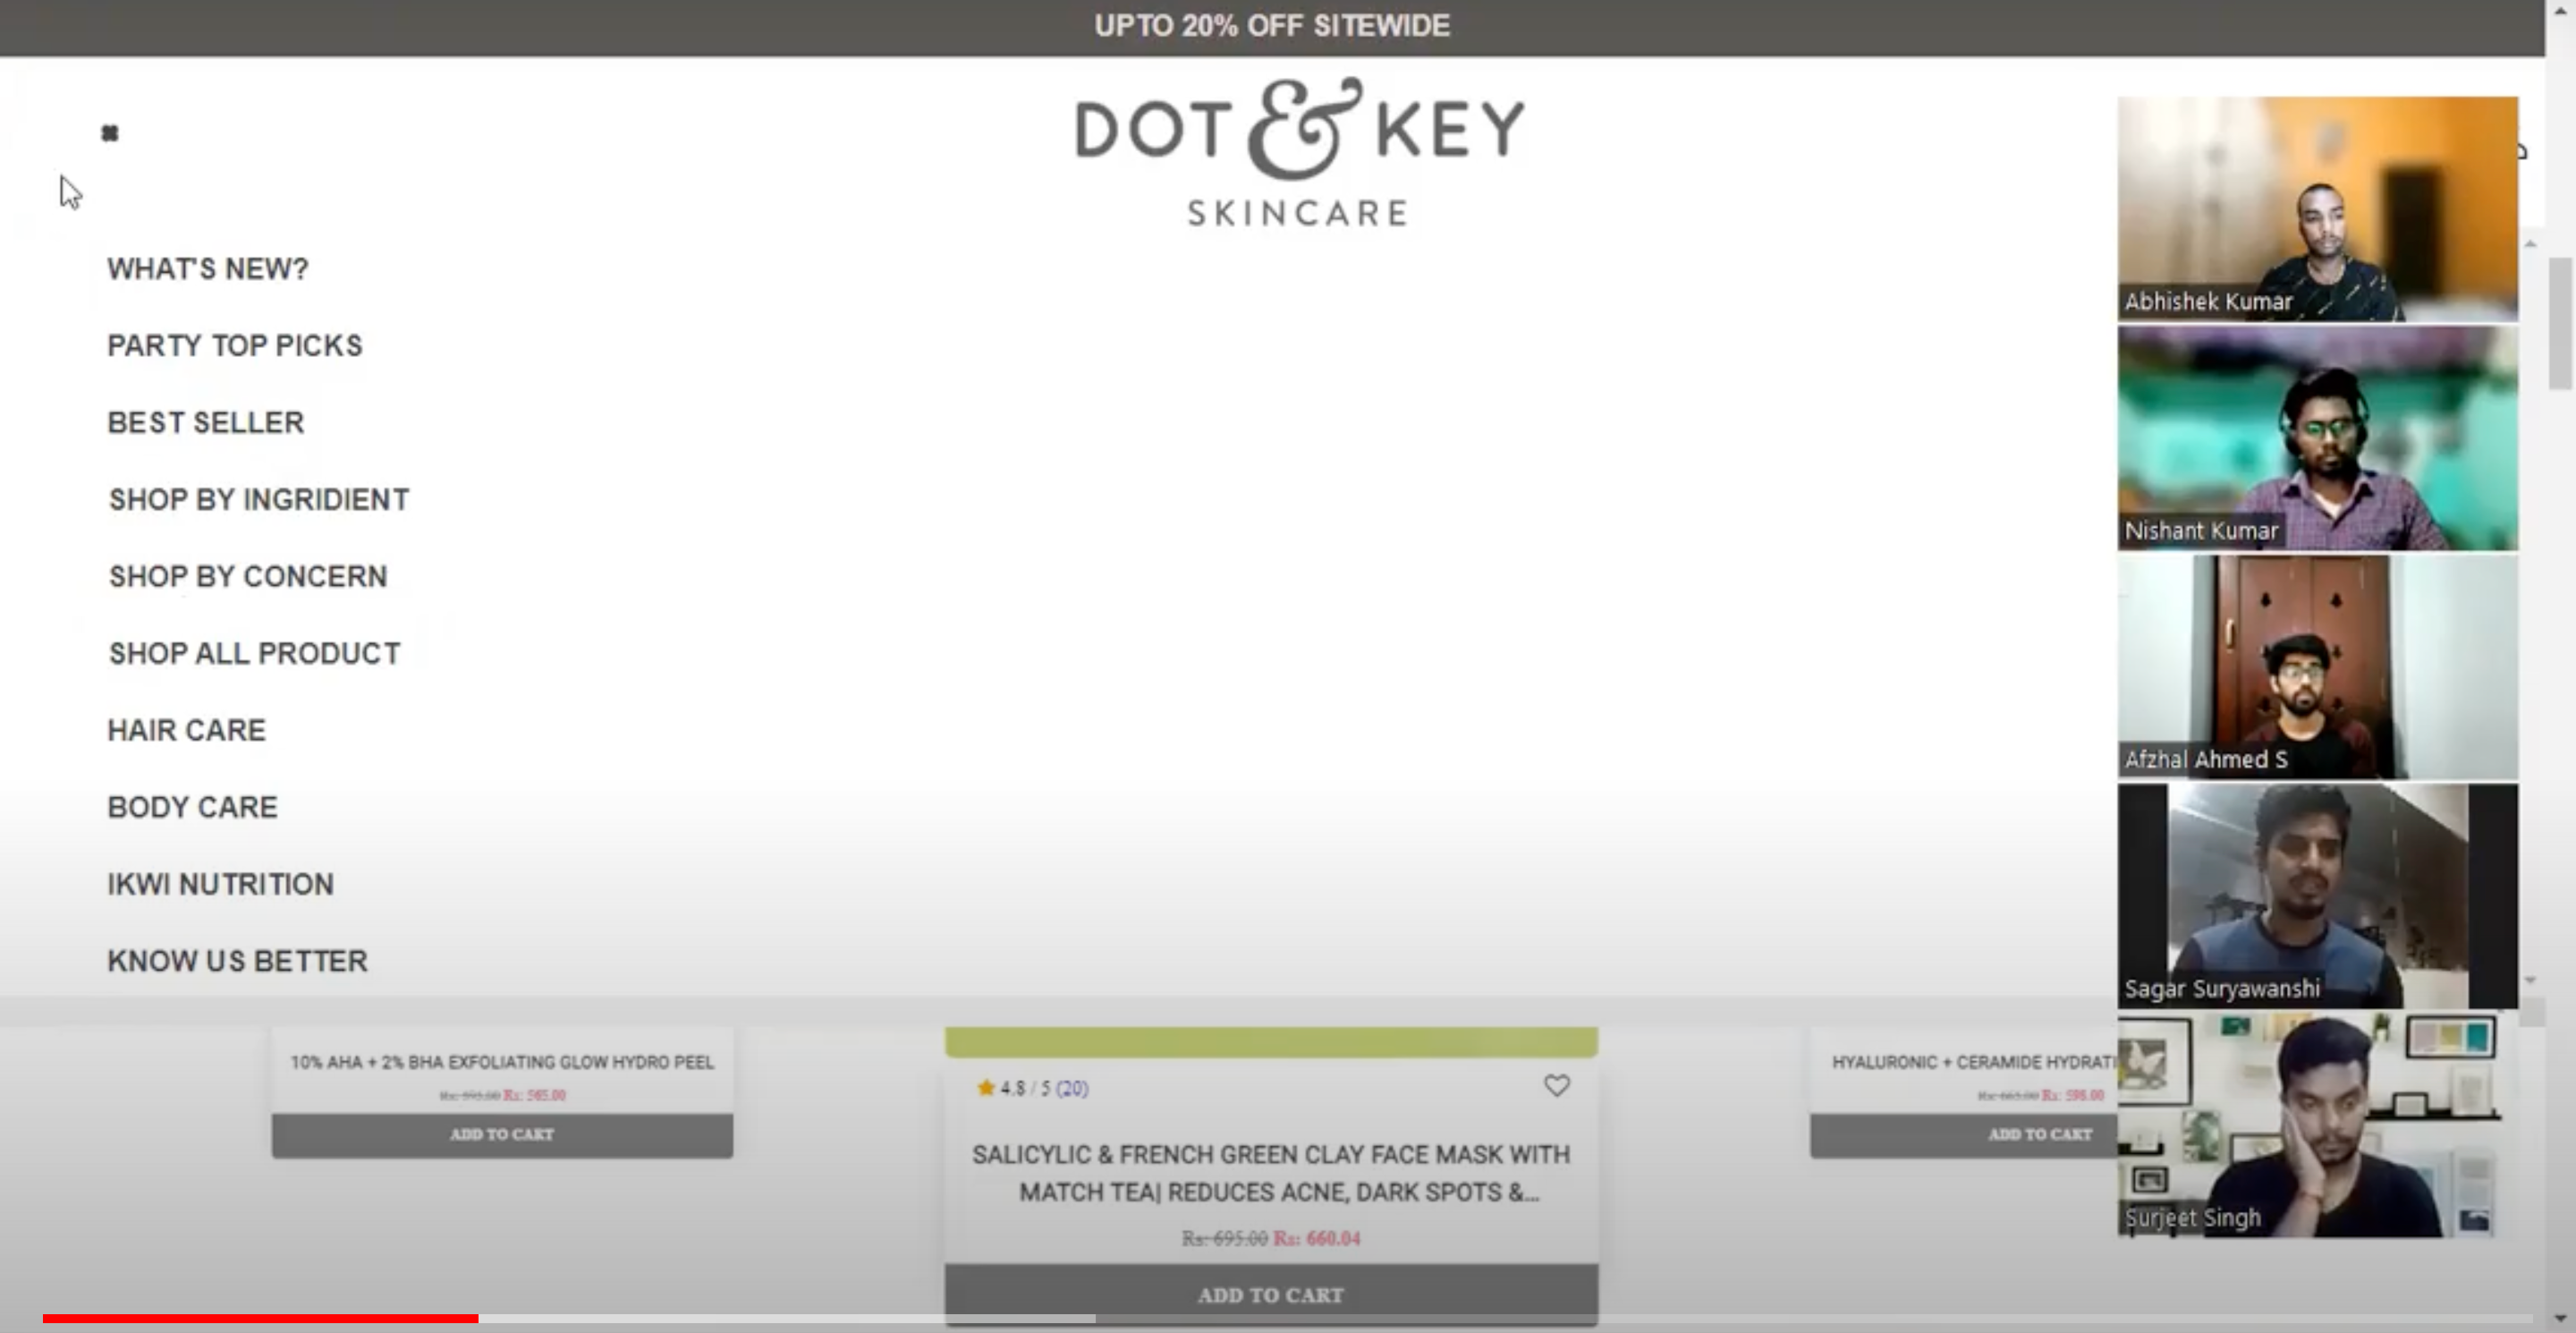 UPTO 20% OFF SITEWIDE
DOT & KEY
SKINCARE
WHAT'S NEW?
PARTY TOP PICKS
BEST SELLER
SHOP BY INGRIDIENT
SHOP BY CONCERN
SHOP ALL PRODUCT
HAIR CARE
BODY CARE
IKWI NUTRITION
KNOW US BETTER
10% AHA + 2% BHA EXFOLIATING GLOW HYDRO PEEL
Rs: 595.00 Rs: 565.00
ADD TO CART
4.8 / 5 (20)
SALICYLIC & FRENCH GREEN CLAY FACE MASK WITH
MATCH TEA| REDUCES ACNE, DARK SPOTS &...
Rs: 695.00 Rs: 660.04
ADD TO CART
HYALURONIC + CERAMIDE HYDRATI
Rs: 598.00
ADD TO CART
Abhishek Kumar
Nishant Kumar
Afzhal Ahmed S
Sagar Suryawanshi
Surjeet Singh